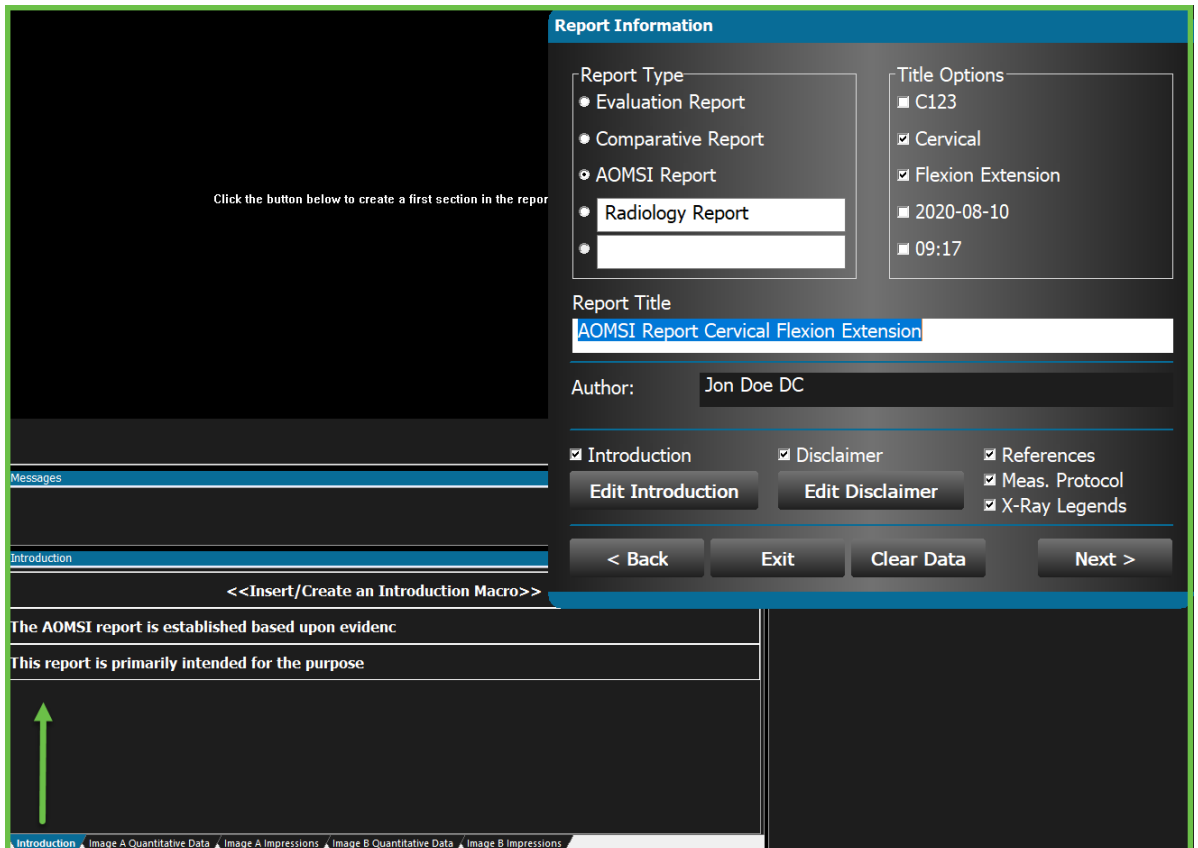 Report Information
Report Type
Evaluation Report
Comparative Report
AOMSI Report
Radiology Report
Title Options
C123
Cervical
Flexion Extension
2020-08-10
09:17
Click the button below to create a first section in the repor
Report Title
AOMSI Report Cervical Flexion Extension
Author: Jon Doe DC
Introduction Disclaimer References
Edit Introduction Edit Disclaimer Meas. Protocol
X-Ray Legends
< Back Exit Clear Data Next >
Messages
Introduction
<<Insert/Create an Introduction Macro>>
The AOMSI report is established based upon evidenc
This report is primarily intended for the purpose
Introduction Image A Quantitative Data Image A Impressions Image B Quantitative Data Image B Impressions